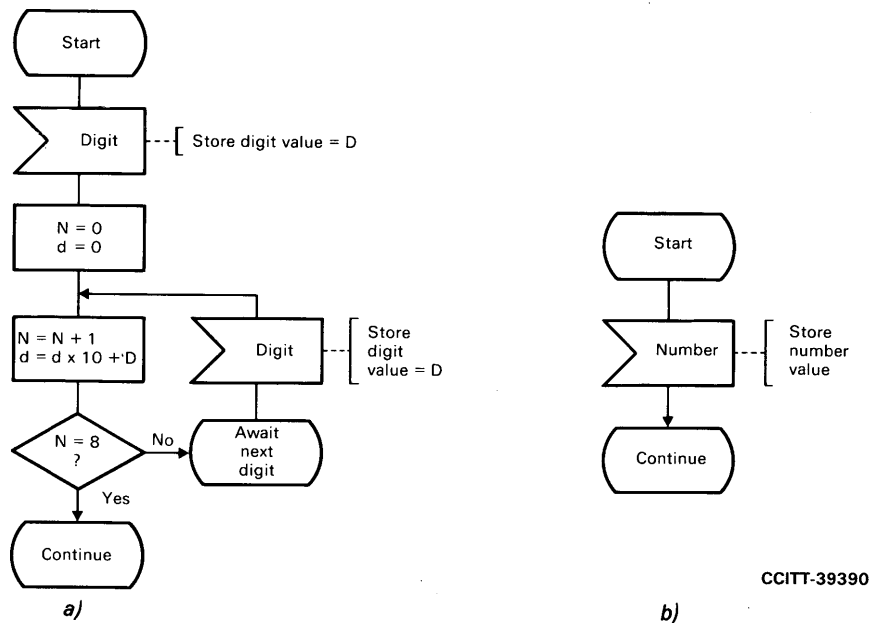 Start
Digit
Store digit value = D
N = 0
d = 0
N = N + 1
d = d x 10 + D
Digit
Store
digit
value = D
N = 8
?
No
Await
next
digit
Yes
Continue
a)
Start
Number
Store
number
value
Continue
b)
CCITT-39390